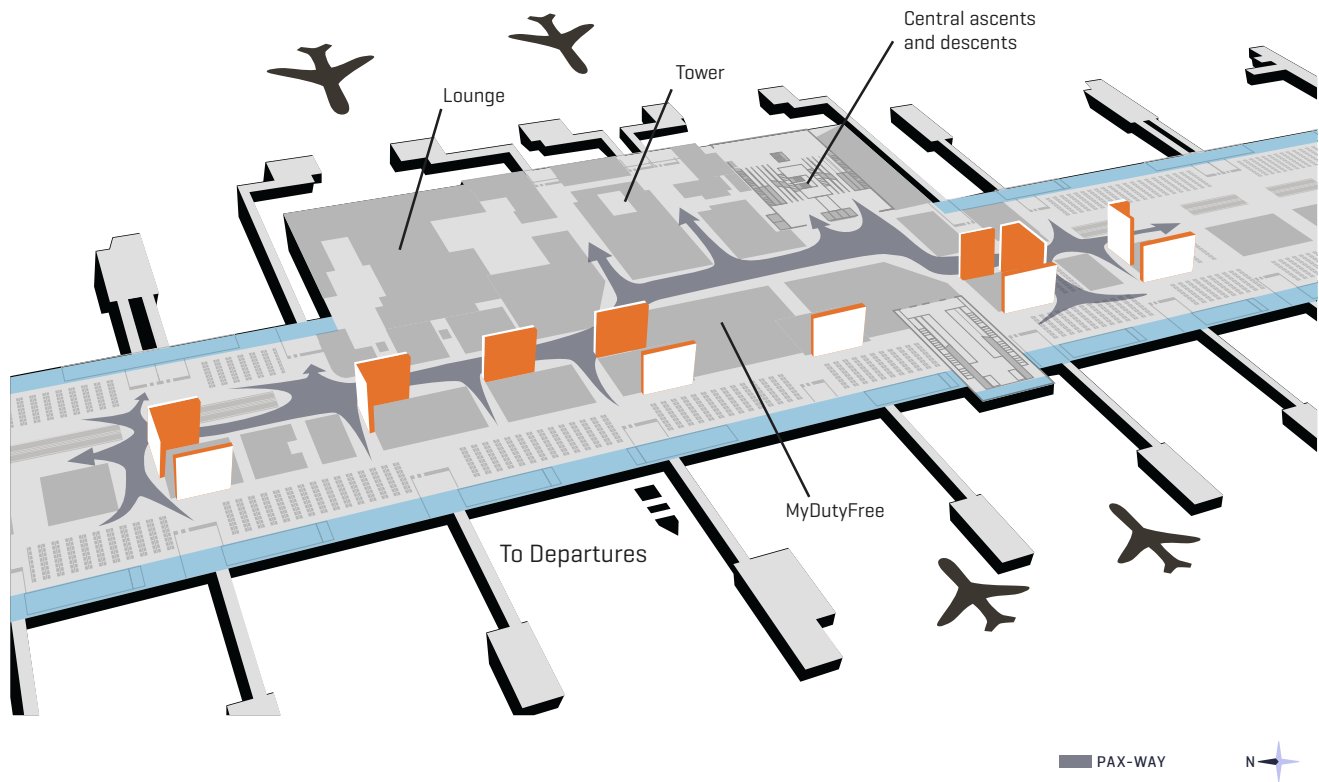 Central ascents
and descents
Tower
Lounge
MyDutyFree
To Departures
PAX-WAY
N